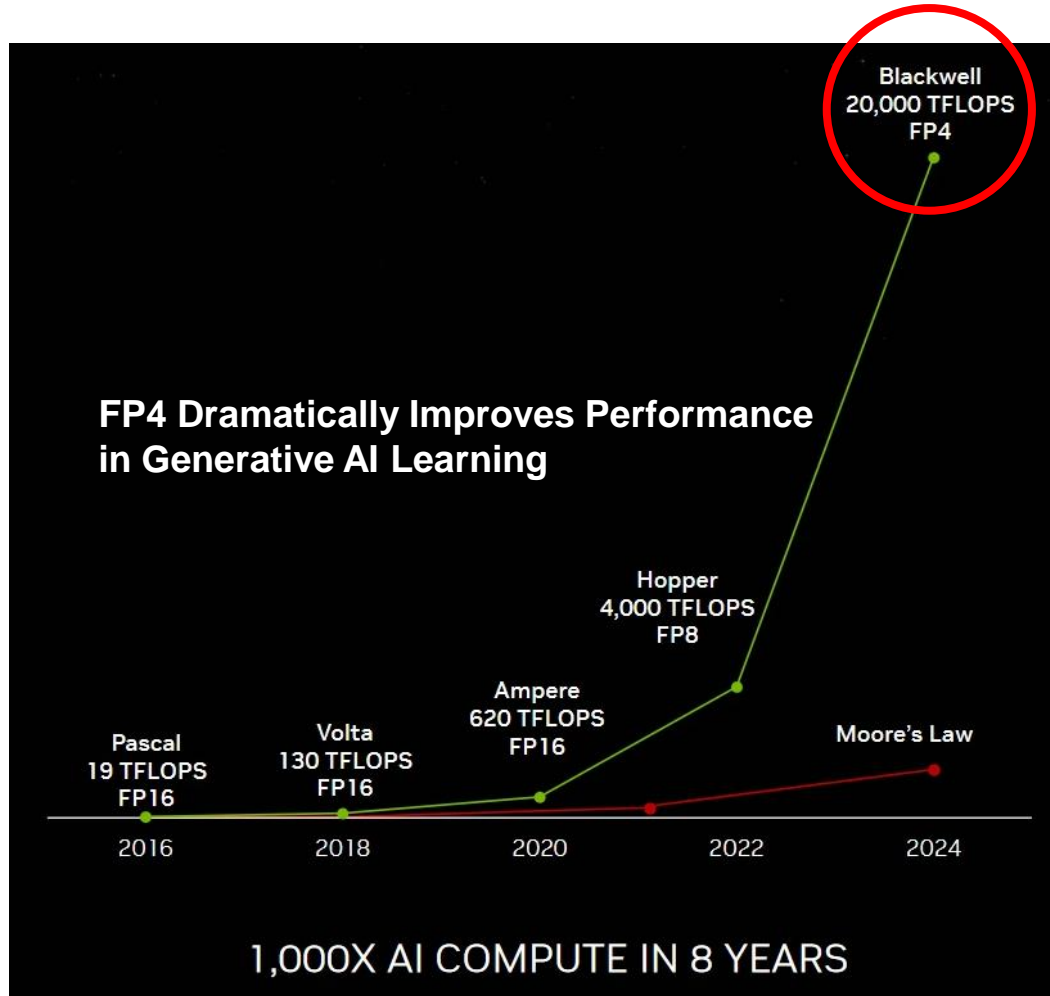 Blackwell
20,000 TFLOPS
FP4
FP4 Dramatically Improves Performance
in Generative AI Learning
Hopper
4,000 TFLOPS
FP8
Ampere
620 TFLOPS
FP16
Volta
130 TFLOPS
FP16
Pascal
19 TFLOPS
FP16
Moore's Law
2016
2018
2020
2022
2024
1,000X AI COMPUTE IN 8 YEARS